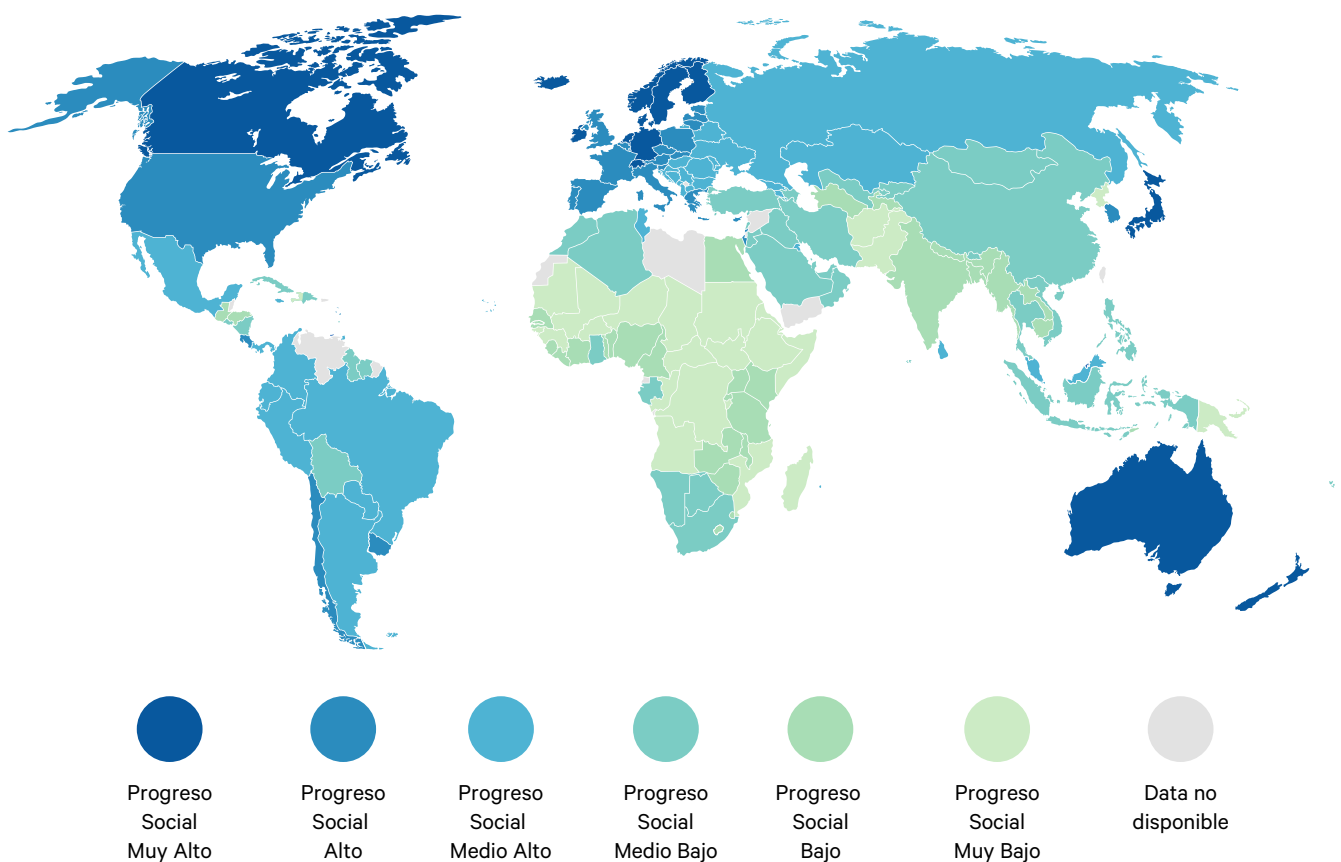 Progreso
Social
Muy Alto
Progreso
Social
Alto
Progreso
Social
Medio Alto
Progreso
Social
Medio Bajo
Progreso
Social
Bajo
Progreso
Social
Muy Bajo
Data no
disponible